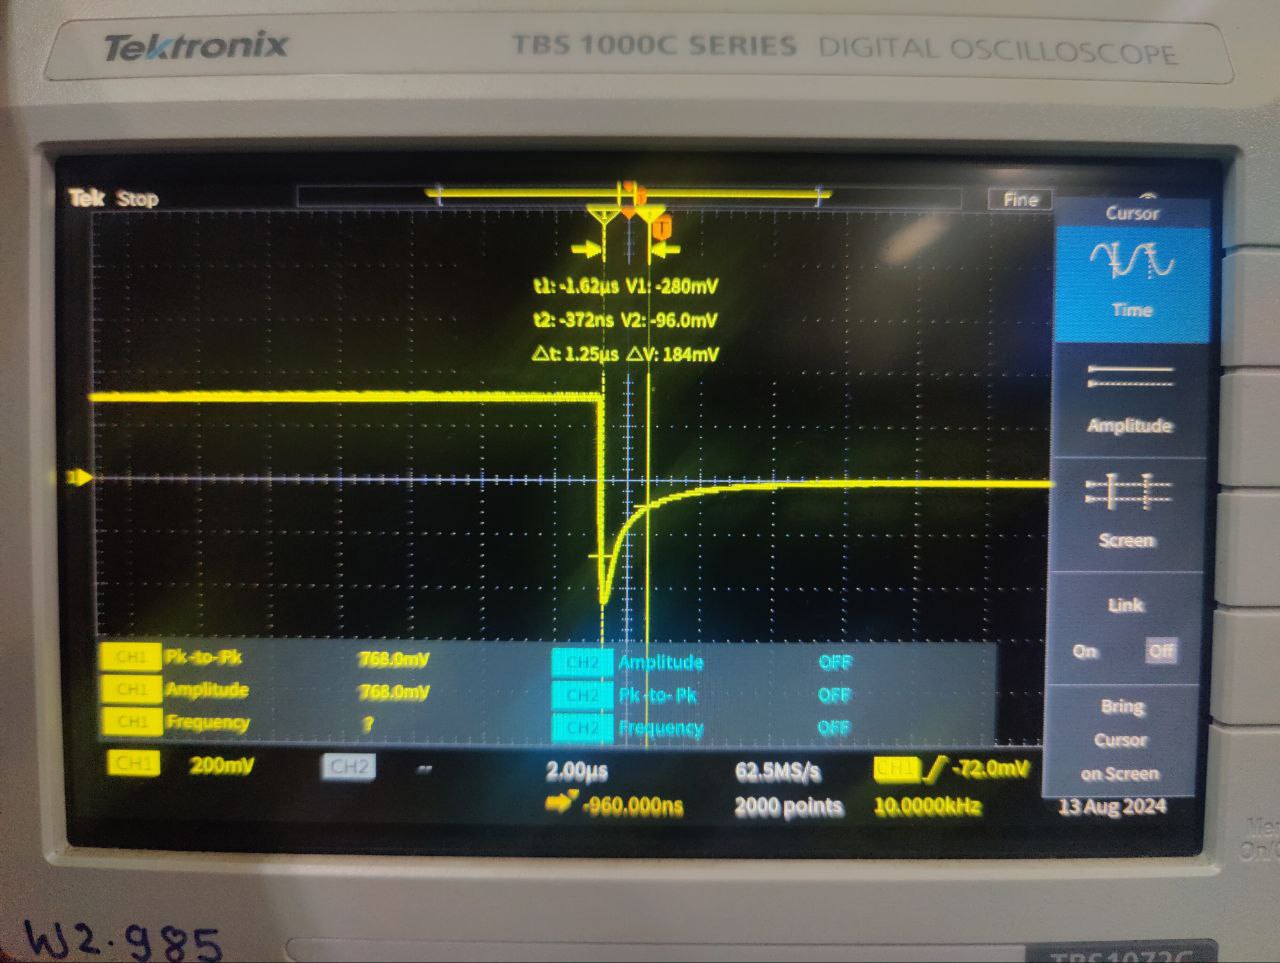 Tektronix TBS 1000C SERIES DIGITAL OSCILLOSCOPE
Tek Stop
Fine
Cursor
Time
t1: -1.62µs V1: -280mV
t2: -372ns V2: -96.0mV
△t: 1.25µs △V: 184mV
Amplitude
1
Screen
Link
On Off
CH1 Pk-to-Pk 768.0mV
CH1 Amplitude 768.0mV
CH1 Frequency ?
CH2 Amplitude OFF
CH2 Pk-to-Pk OFF
CH2 Frequency OFF
Bring
Cursor
on Screen
CH1 200mV CH2 -- 2.00µs 62.5MS/s CH1 -72.0mV
-960.000ns 2000 points 10.0000kHz 13 Aug 2024
On/
W2.985
TBS1072C